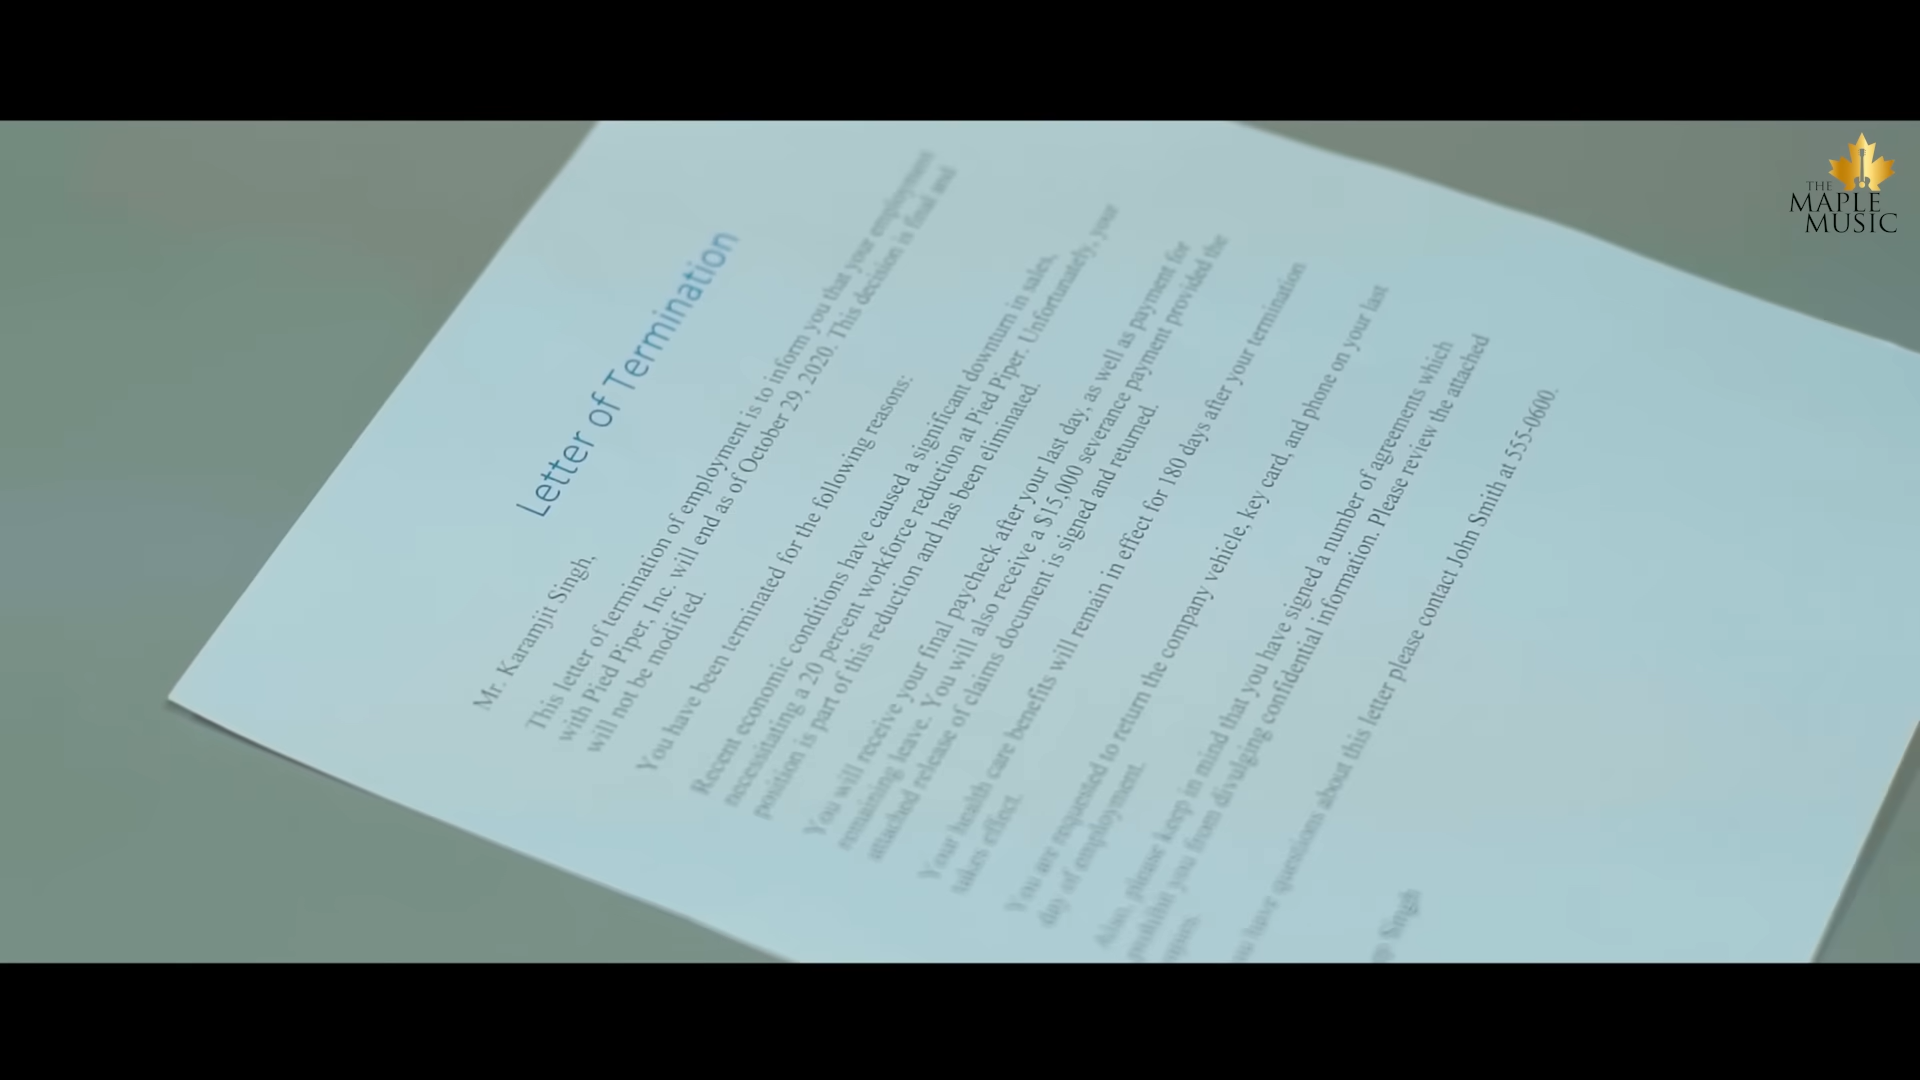 THE
MAPLE
MUSIC
Letter of Termination
Mr. Karamjit Singh,
This letter of termination of employment is to inform you that your employment
with Pied Piper, Inc. will end as of October 29, 2020. This decision is final and
will not be modified.
You have been terminated for the following reasons:
Recent economic conditions have caused a significant downturn in sales,
necessitating a 20 percent workforce reduction at Pied Piper. Unfortunately, your
position is part of this reduction and has been eliminated.
You will receive your final paycheck after your last day, as well as payment for
remaining leave. You will also receive a $15,000 severance payment provided the
attached release of claims document is signed and returned.
Your health care benefits will remain in effect for 180 days after your termination
takes effect.
You are requested to return the company vehicle, key card, and phone on your last
day of employment.
Also, please keep in mind that you have signed a number of agreements which
prohibit you from divulging confidential information. Please review the attached
have questions about this letter please contact John Smith at 555-0600.
Singh